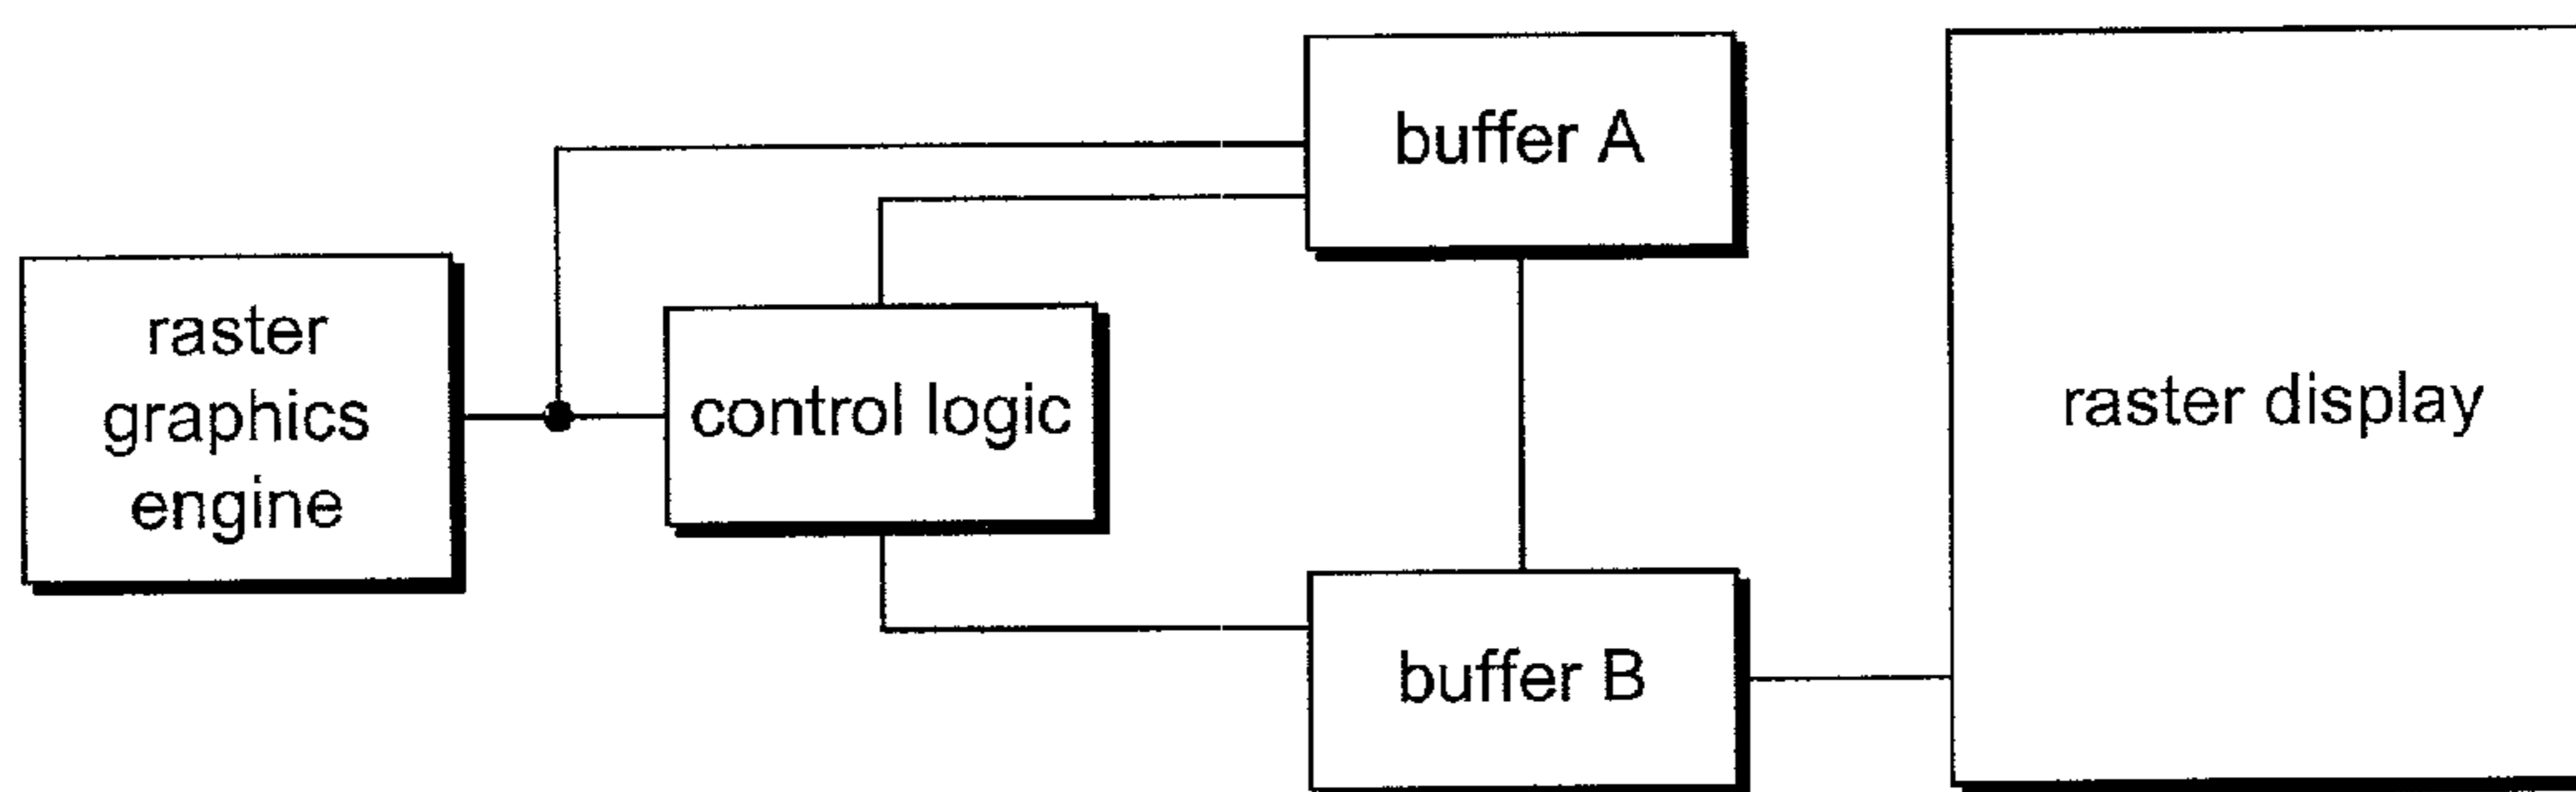 raster
graphics
engine
control logic
buffer A
buffer B
raster display